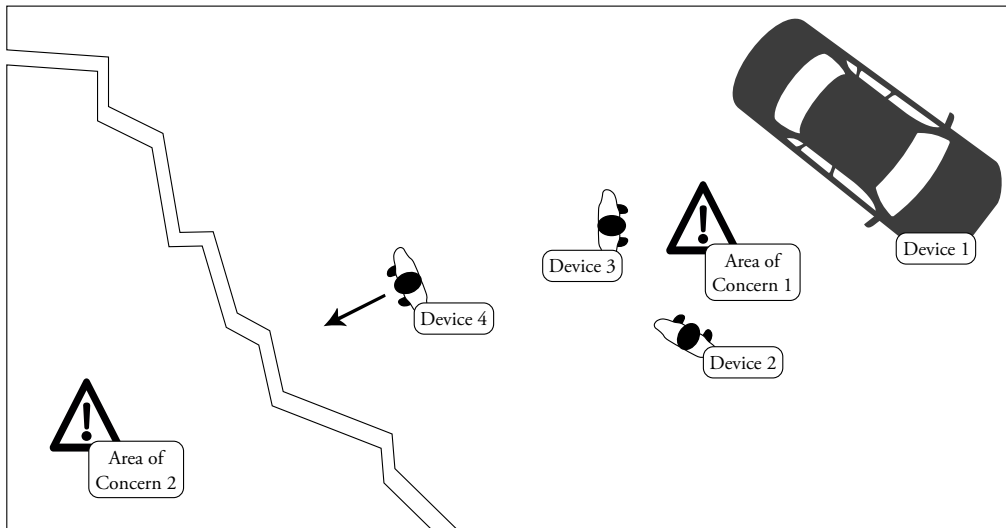 Device 1
Device 3
Area of
Concern 1
Device 4
Device 2
Area of
Concern 2